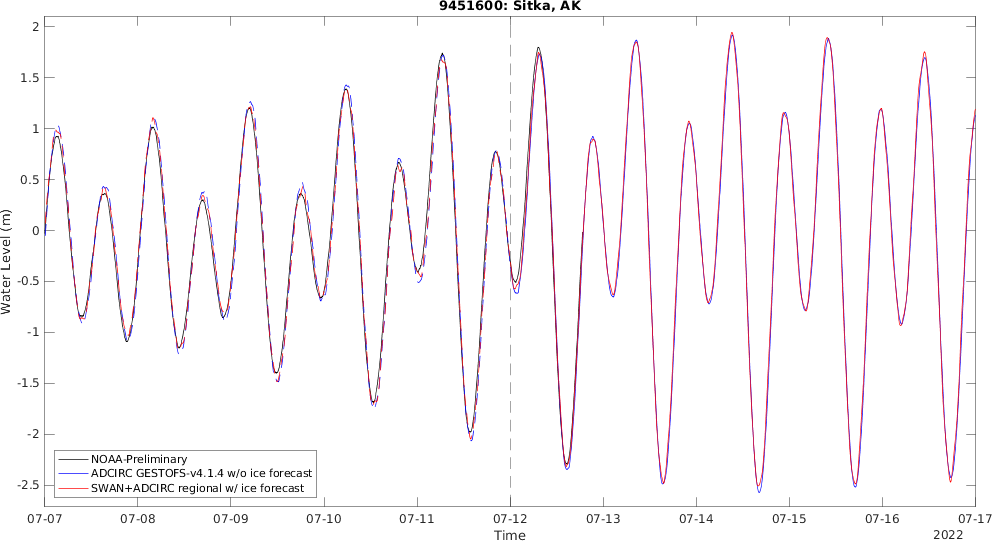 9451600: Sitka, AK
2
1.5
1
0.5
0
-0.5
-1
-1.5
-2
-2.5
Water Level (m)
NOAA-Preliminary
ADCIRC GESTOFS-v4.1.4 w/o ice forecast
SWAN+ADCIRC regional w/ ice forecast
07-07 07-08 07-09 07-10 07-11 07-12 07-13 07-14 07-15 07-16 07-17
Time
2022